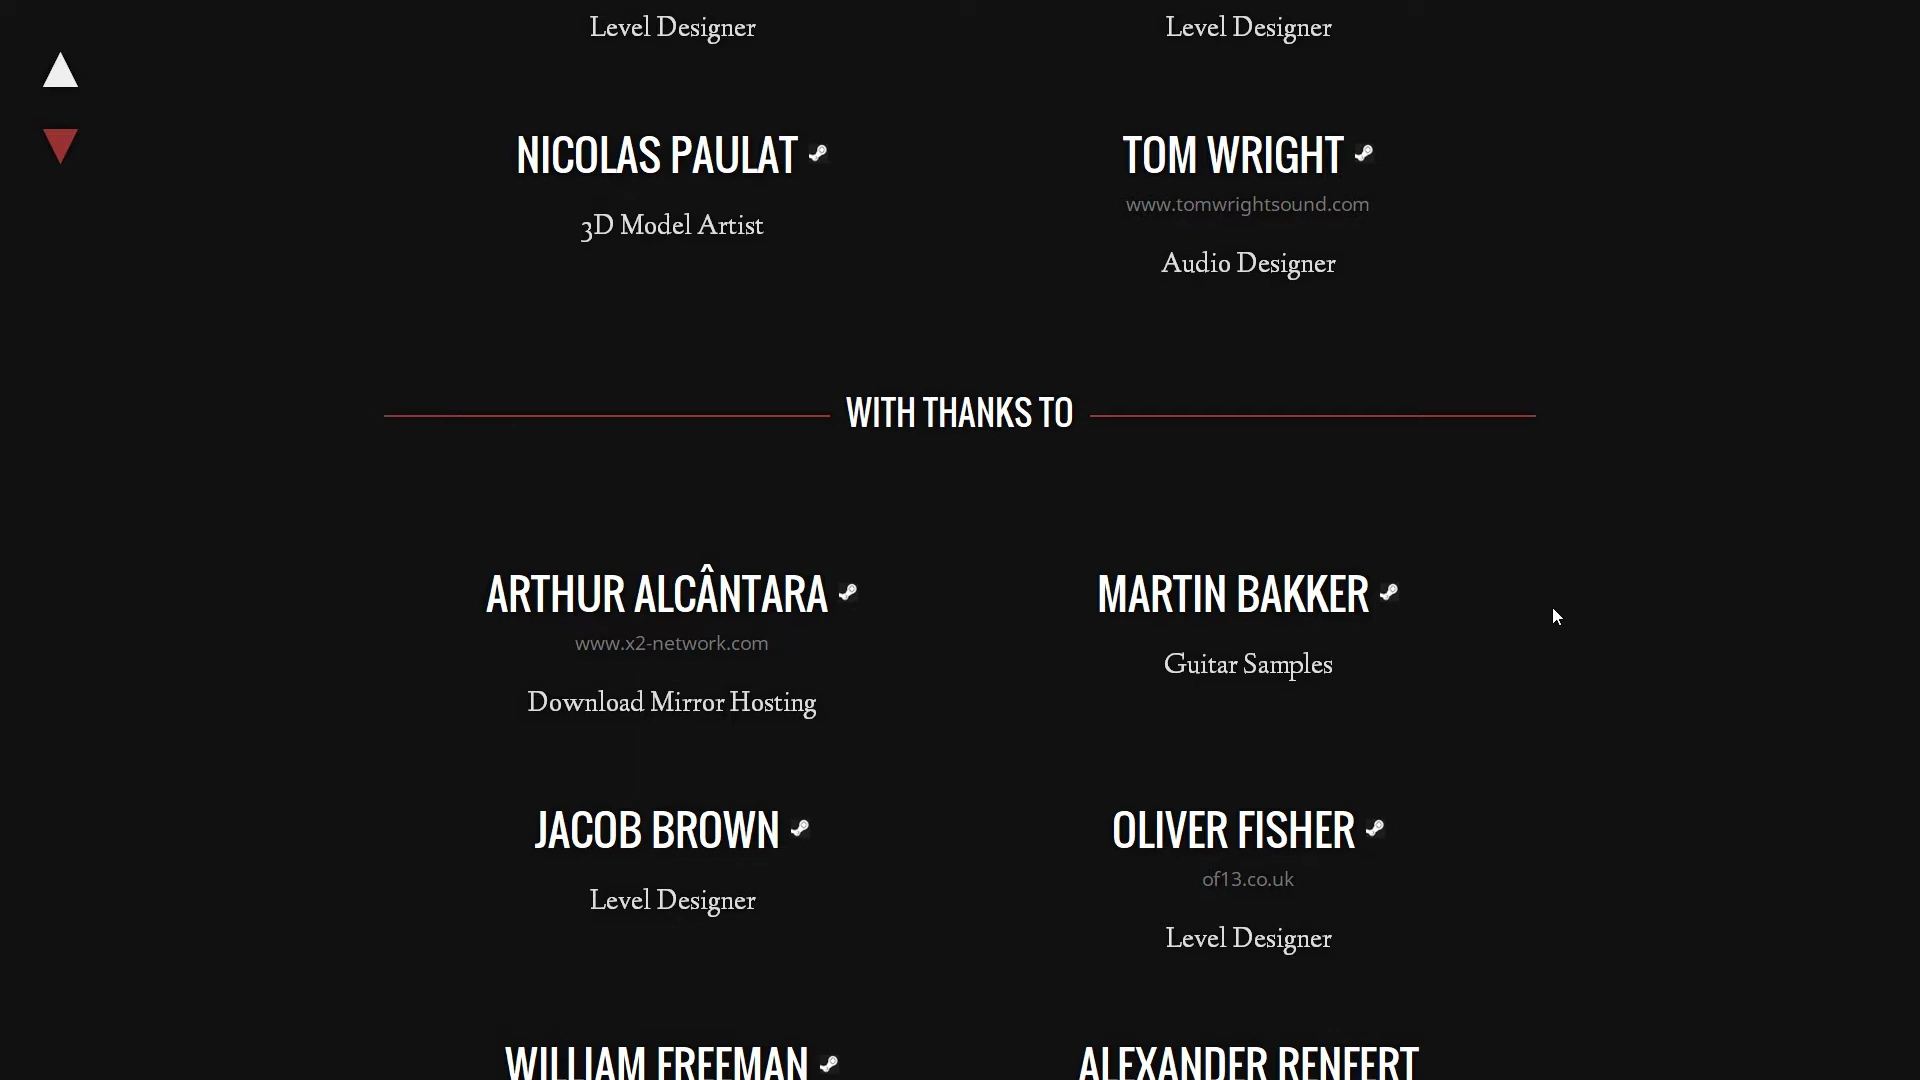 Level Designer
Level Designer
NICOLAS PAULAT
TOM WRIGHT
www.tomwrightsound.com
3D Model Artist
Audio Designer
WITH THANKS TO
ARTHUR ALCÂNTARA
MARTIN BAKKER
www.x2-network.com
Guitar Samples
Download Mirror Hosting
JACOB BROWN
OLIVER FISHER
of13.co.uk
Level Designer
Level Designer
WILLIAM FREEMAN
ALEXANDER RENFERT